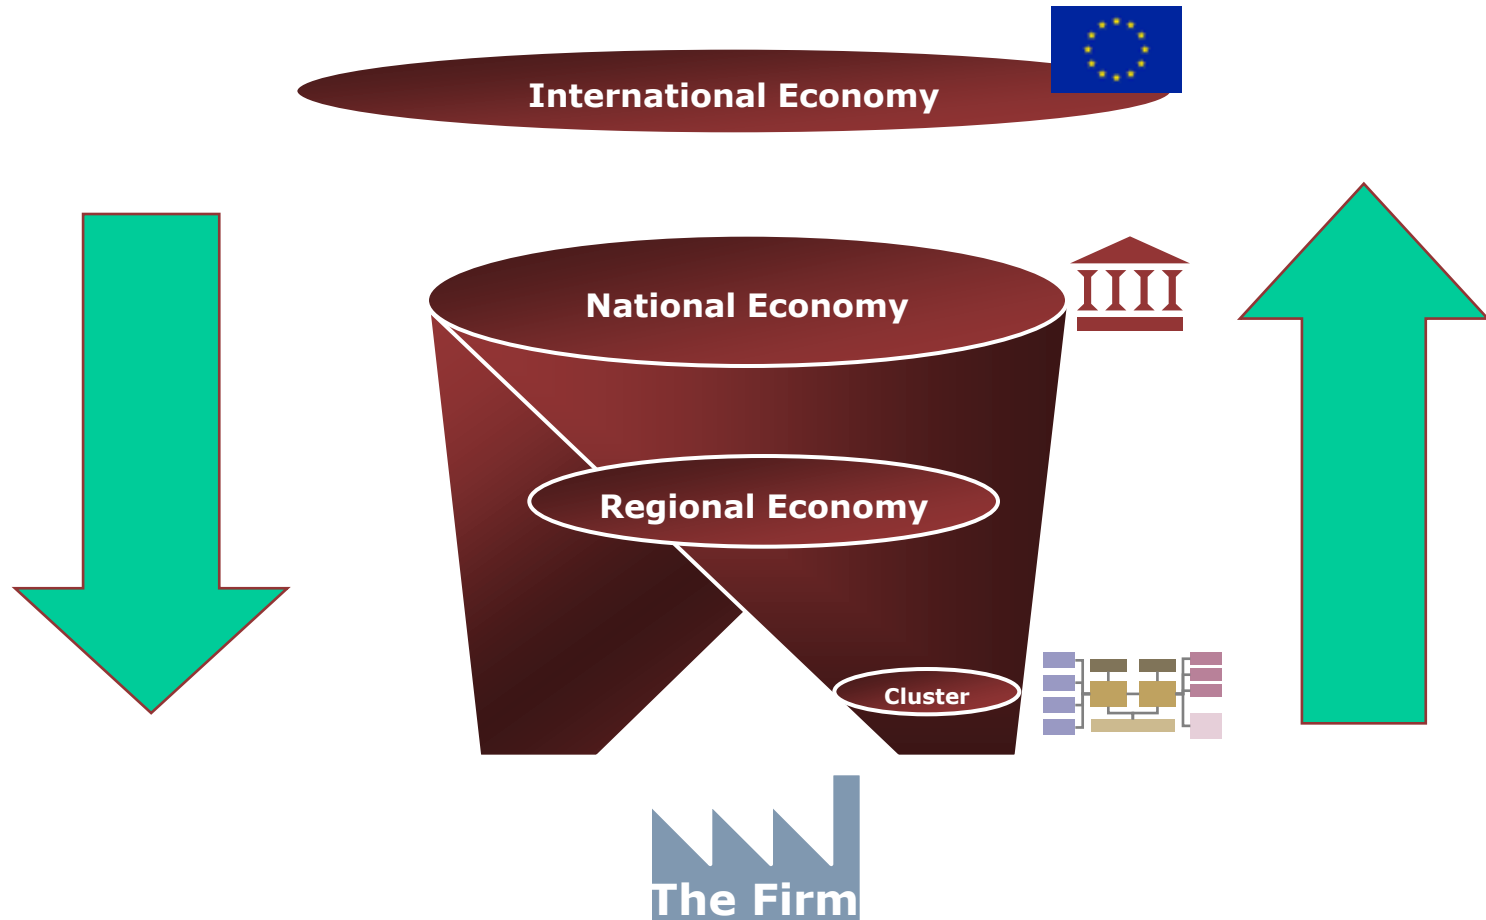 International Economy
National Economy
Regional Economy
Cluster
The Firm